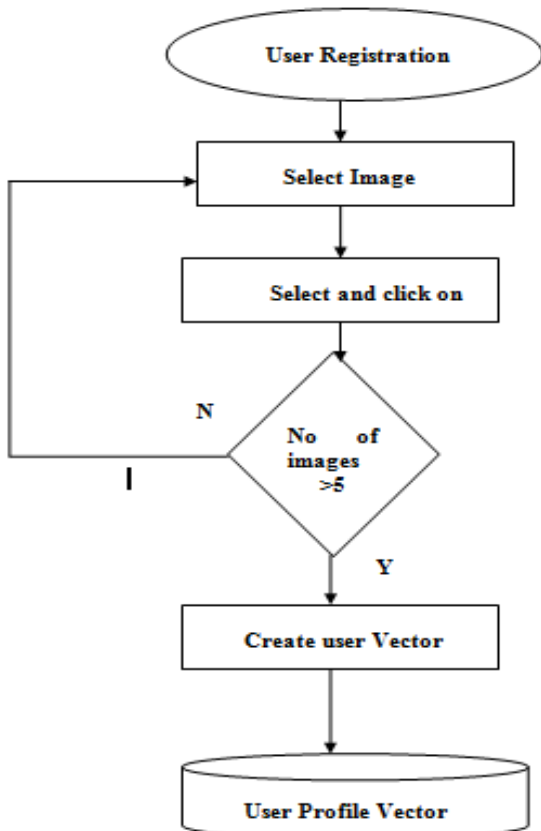 User Registration
Select Image
Select and click on
N
No of
images
>5
Y
Create user Vector
User Profile Vector